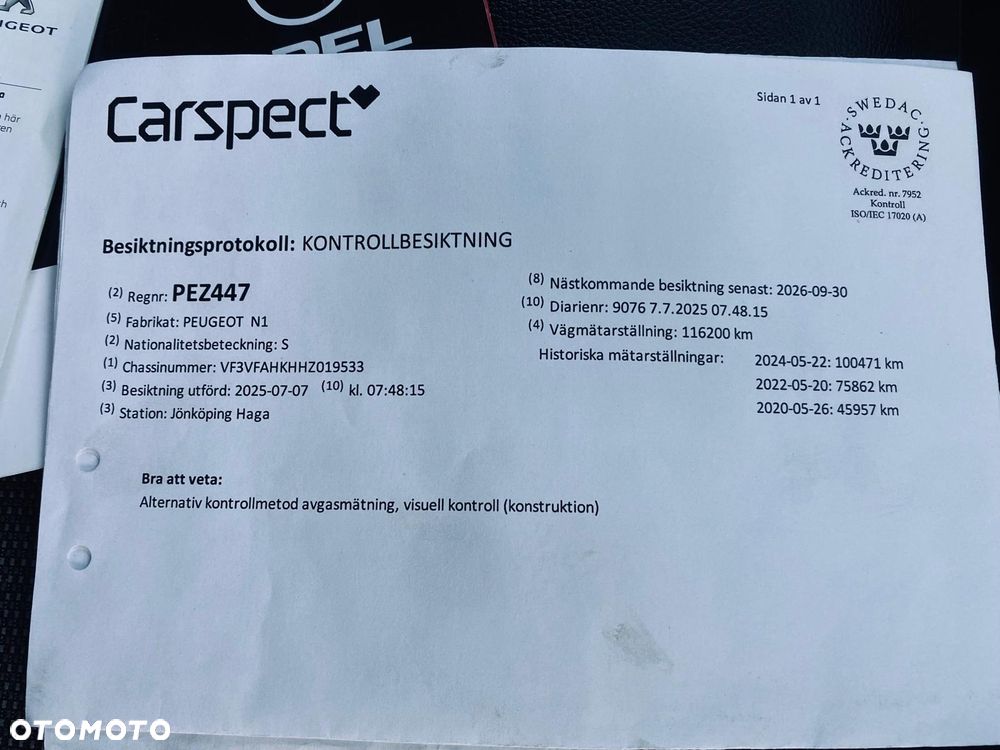 PEUGEOT
OPEL
här
Carspect
Sidan 1 av 1
SWEDAC
ACKREDITERING
Ackred. nr. 7952
Kontroll
ISO/IEC 17020 (A)
Besiktningsprotokoll: KONTROLLBESIKTNING
(2) Regnr: PEZ447
(5) Fabrikat: PEUGEOT N1
(2) Nationalitetsbeteckning: S
(1) Chassinummer: VF3VFAHKHHZ019533
(3) Besiktning utförd: 2025-07-07 (10) kl. 07:48:15
(3) Station: Jönköping Haga
(8) Nästkommande besiktning senast: 2026-09-30
(10) Diarienr: 9076 7.7.2025 07.48.15
(4) Vägmätarställning: 116200 km
Historiska mätarställningar: 2024-05-22: 100471 km
2022-05-20: 75862 km
2020-05-26: 45957 km
Bra att veta:
Alternativ kontrollmetod avgasmätning, visuell kontroll (konstruktion)
OTOMOTO